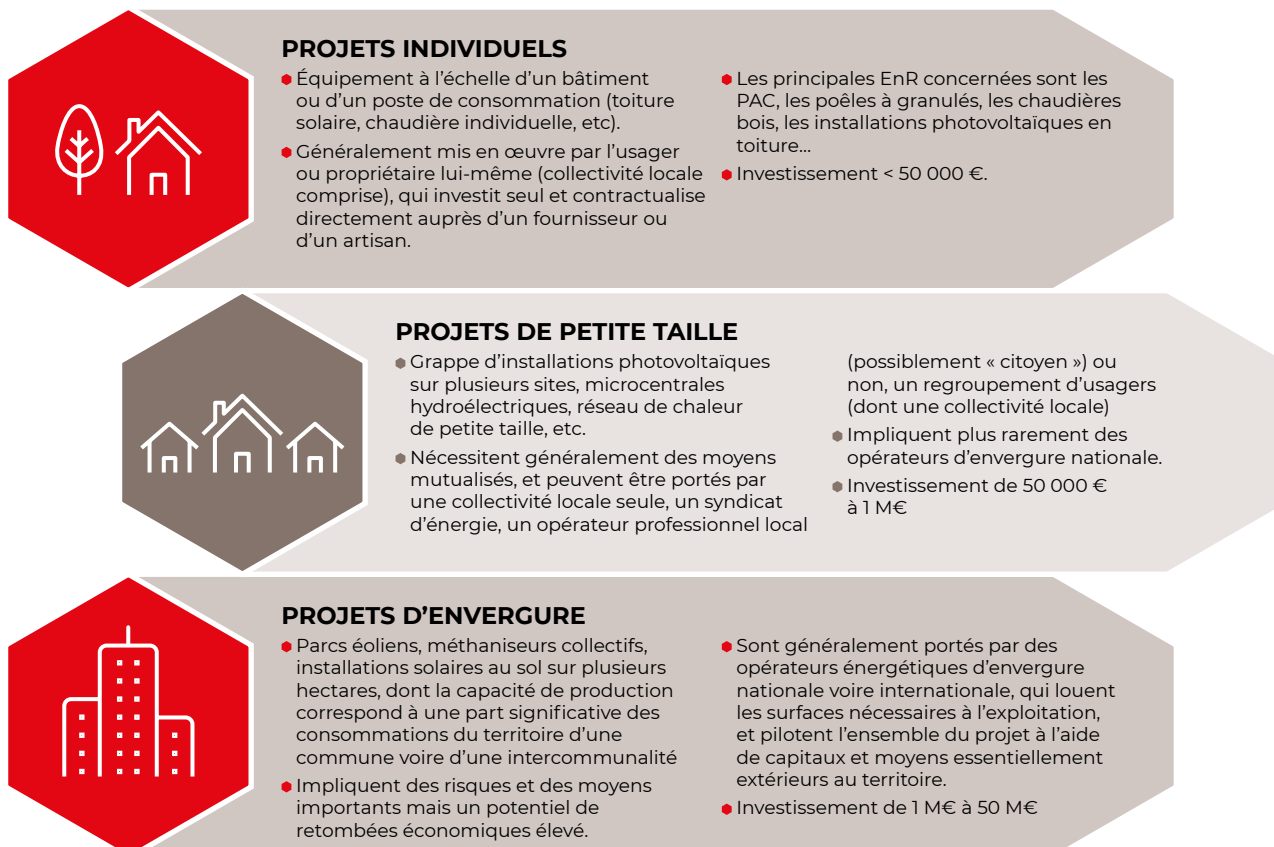 PROJETS INDIVIDUELS
Équipement à l'échelle d'un bâtiment
ou d'un poste de consommation (toiture
solaire, chaudière individuelle, etc).
Généralement mis en œuvre par l'usager
ou propriétaire lui-même (collectivité locale
comprise), qui investit seul et contractualise
directement auprès d'un fournisseur ou
d'un artisan.
Les principales EnR concernées sont les
PAC, les poêles à granulés, les chaudières
bois, les installations photovoltaïques en
toiture...
Investissement < 50 000 €.
PROJETS DE PETITE TAILLE
Grappe d'installations photovoltaïques
sur plusieurs sites, microcentrales
hydroélectriques, réseau de chaleur
de petite taille, etc.
Nécessitent généralement des moyens
mutualisés, et peuvent être portés par
une collectivité locale seule, un syndicat
d'énergie, un opérateur professionnel local
(possiblement « citoyen ») ou
non, un regroupement d'usagers
(dont une collectivité locale)
Impliquent plus rarement des
opérateurs d'envergure nationale.
Investissement de 50 000 €
à 1 M€
PROJETS D'ENVERGURE
Parcs éoliens, méthaniseurs collectifs,
installations solaires au sol sur plusieurs
hectares, dont la capacité de production
correspond à une part significative des
consommations du territoire d'une
commune voire d'une intercommunalité
Impliquent des risques et des moyens
importants mais un potentiel de
retombées économiques élevé.
Sont généralement portés par des
opérateurs énergétiques d'envergure
nationale voire internationale, qui louent
les surfaces nécessaires à l'exploitation,
et pilotent l'ensemble du projet à l'aide
de capitaux et moyens essentiellement
extérieurs au territoire.
Investissement de 1 M€ à 50 M€